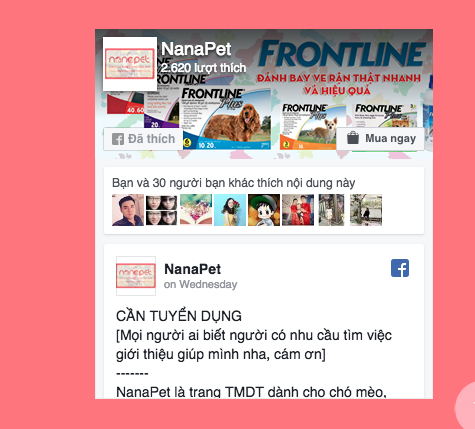 nanapet
NanaPet
2.620 lượt thích
FRONTLINE
ĐÁNH BAY VE RẬN THẬT NHANH
VÀ HIỆU QUẢ
FRONTLINE
Plus
Đã thích
Mua ngay
Bạn và 30 người bạn khác thích nội dung này
nanapet
NanaPet
on Wednesday
CẦN TUYỂN DỤNG
[Mọi người ai biết người có nhu cầu tìm việc
giới thiệu giúp mình nha, cám ơn]
-------
NanaPet là trang TMDT dành cho chó mèo,